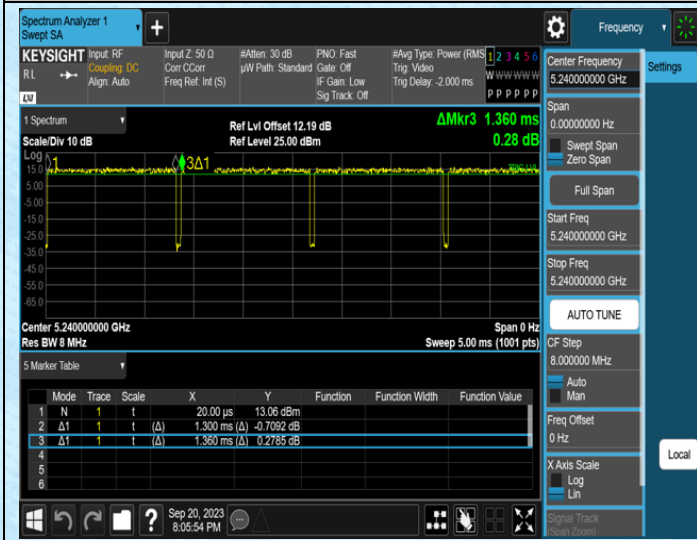 Spectrum Analyzer 1
Swept SA
+
Frequency
KEYSIGHT
RL
LXI
Input: RF
Coupling: DC
Align: Auto
Input Z: 50 Ω
Corr CCorr
Freq Ref: Int (S)
#Atten: 30 dB
µW Path: Standard
PNO: Fast
Gate: Off
IF Gain: Low
Sig Track: Off
#Avg Type: Power (RMS
Trig: Video
Trig Delay: -2.000 ms
1 2 3 4 5 6
W W W W W W
P P P P P P
1 Spectrum
Scale/Div 10 dB
Ref Lvl Offset 12.19 dB
Ref Level 25.00 dBm
ΔMkr3 1.360 ms
0.28 dB
Log
1
3Δ1
TRIG LVL
15.0
5.00
-5.00
-15.0
-25.0
-35.0
-45.0
-55.0
-65.0
Center 5.240000000 GHz
Span 0 Hz
Res BW 8 MHz
Sweep 5.00 ms (1001 pts)
5 Marker Table
Mode Trace Scale X Y Function Function Width Function Value
1 N 1 t 20.00 µs 13.06 dBm
2 Δ1 1 t (Δ) 1.300 ms (Δ) -0.7092 dB
3 Δ1 1 t (Δ) 1.360 ms (Δ) 0.2785 dB
4
5
6
?
Sep 20, 2023
8:05:54 PM
Center Frequency
5.240000000 GHz
Span
0.00000000 Hz
Swept Span
Zero Span
Full Span
Start Freq
5.240000000 GHz
Stop Freq
5.240000000 GHz
AUTO TUNE
CF Step
8.000000 MHz
Auto
Man
Freq Offset
0 Hz
X Axis Scale
Log
Lin
Signal Track
(Span Zoom)
Settings
Local